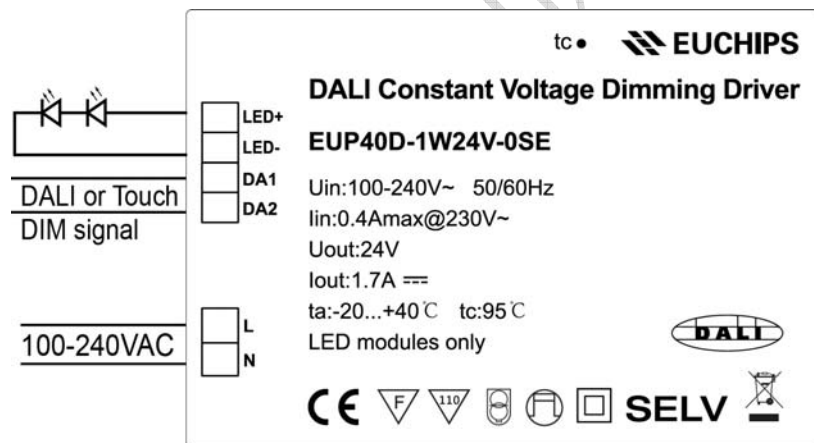 tc● EUCHIPS
DALI Constant Voltage Dimming Driver
EUP40D-1W24V-0SE
Uin:100-240V~ 50/60Hz
Iin:0.4Amax@230V~
Uout:24V
Iout:1.7A ⎓
ta:-20...+40℃ tc:95℃
LED modules only
DALI
CE F 110 SELV
LED+
LED-
DA1
DA2
DALI or Touch
DIM signal
L
N
100-240VAC